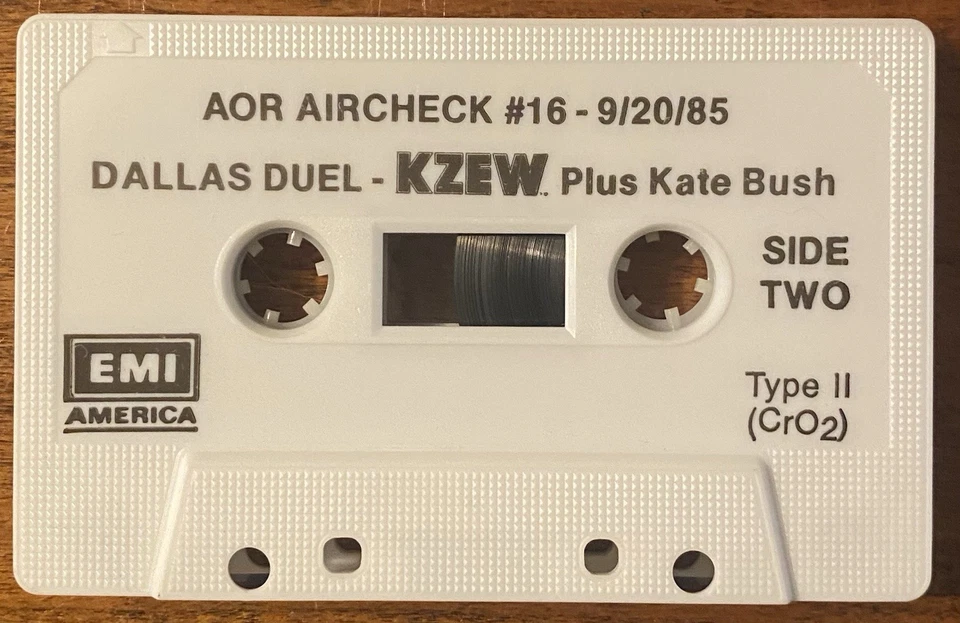 AOR AIRCHECK #16 - 9/20/85
DALLAS DUEL - KZEW Plus Kate Bush
SIDE
TWO
EMI
AMERICA
Type II
(CrO2)